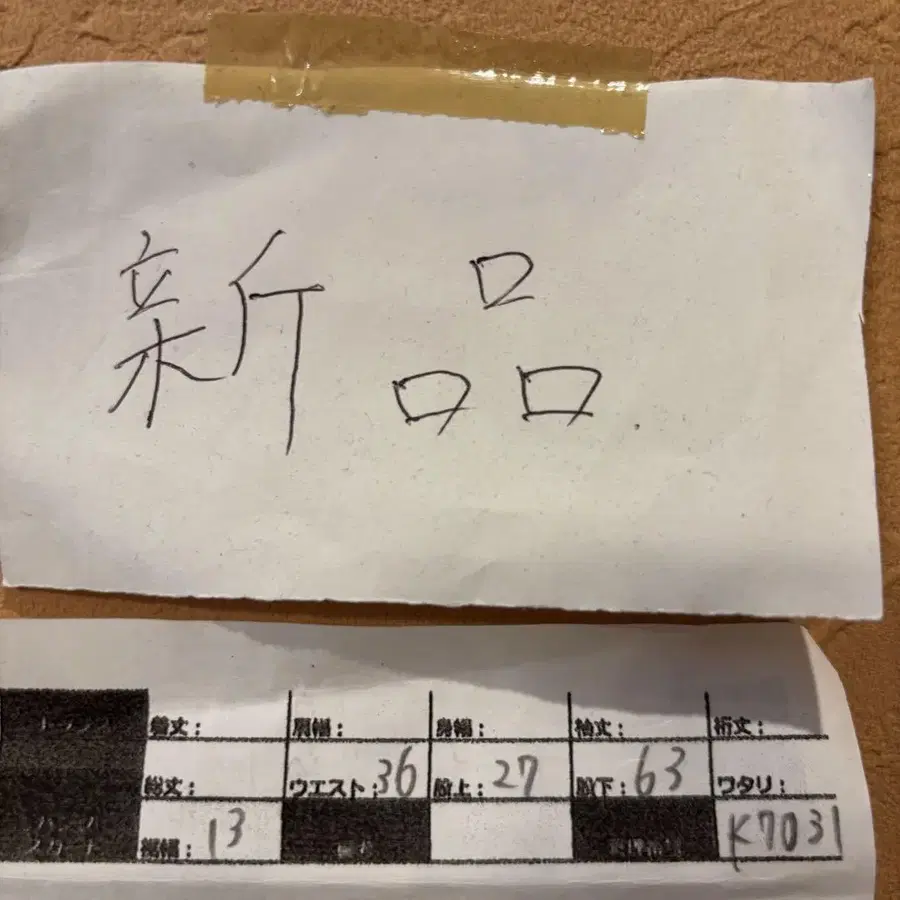 新品.
着丈： 肩幅： 身幅： 袖丈： 裄丈：
総丈： ウエスト：36 股上：27 股下：63 ワタリ：
裾幅：13 K7031